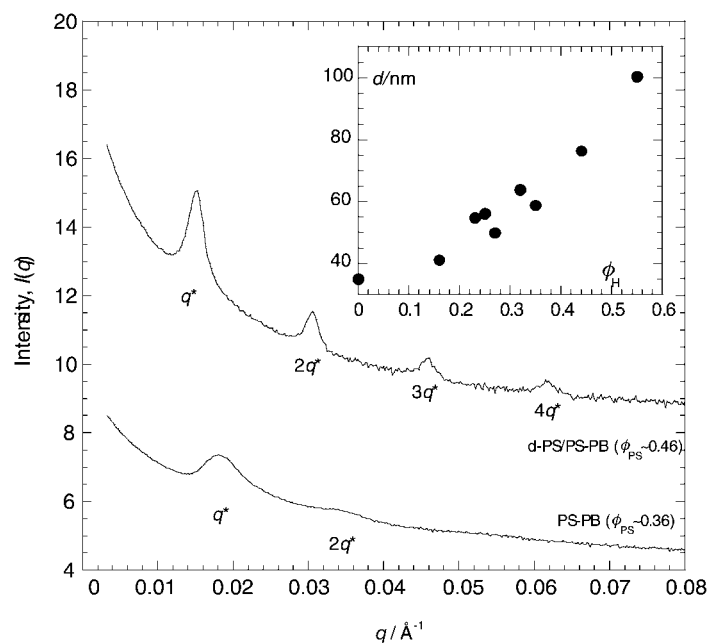 20
18
16
14
12
10
8
6
4
Intensity, I(q)
100
80
60
40
d/nm
ϕH
0
0.1
0.2
0.3
0.4
0.5
0.6
q*
2q*
3q*
4q*
d-PS/PS-PB (ϕPS~0.46)
q*
2q*
PS-PB (ϕPS~0.36)
0
0.01
0.02
0.03
0.04
0.05
0.06
0.07
0.08
q / Å-1